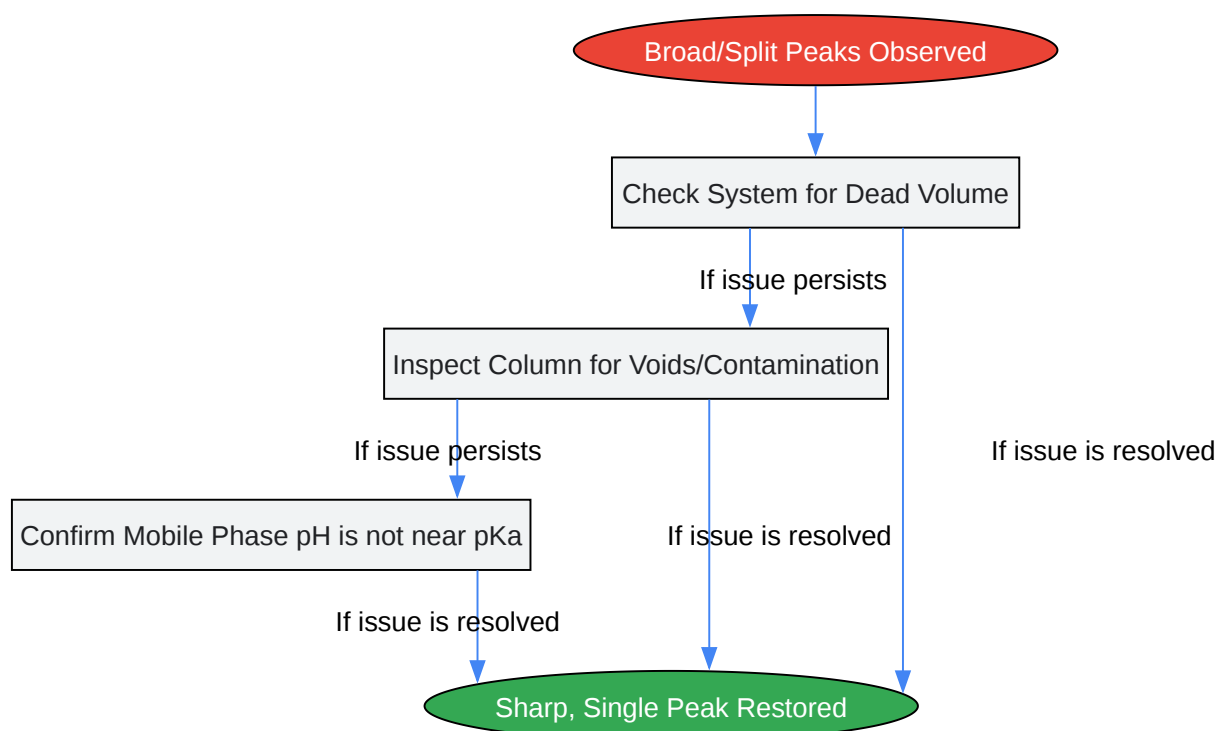 Broad/Split Peaks Observed
Check System for Dead Volume
If issue persists
Inspect Column for Voids/Contamination
If issue persists
If issue is resolved
Confirm Mobile Phase pH is not near pKa
If issue is resolved
If issue is resolved
Sharp, Single Peak Restored